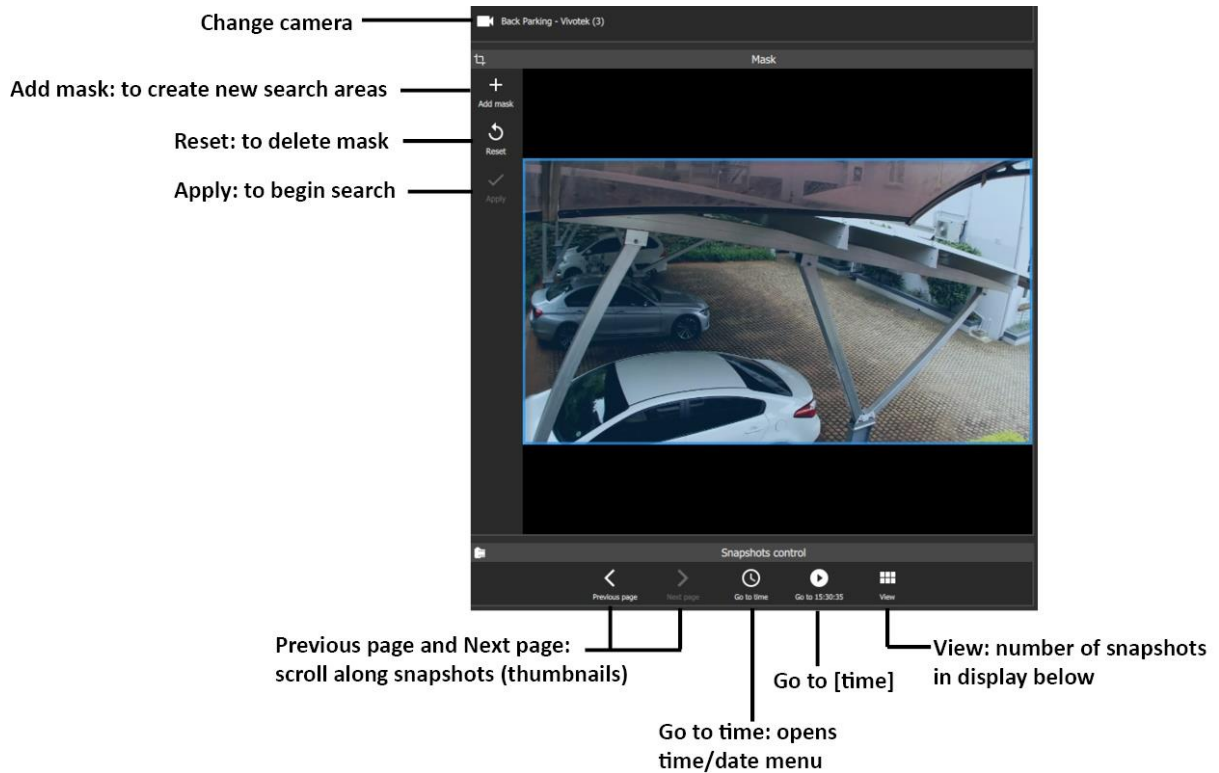 Change camera
Back Parking - Vivotek (3)
Mask
Add mask: to create new search areas
Add mask
Reset: to delete mask
Reset
Apply: to begin search
Apply
Snapshots control
Previous page
Next page
Go to time
Go to 15:30:35
View
Previous page and Next page:
scroll along snapshots (thumbnails)
Go to [time]
View: number of snapshots
in display below
Go to time: opens
time/date menu